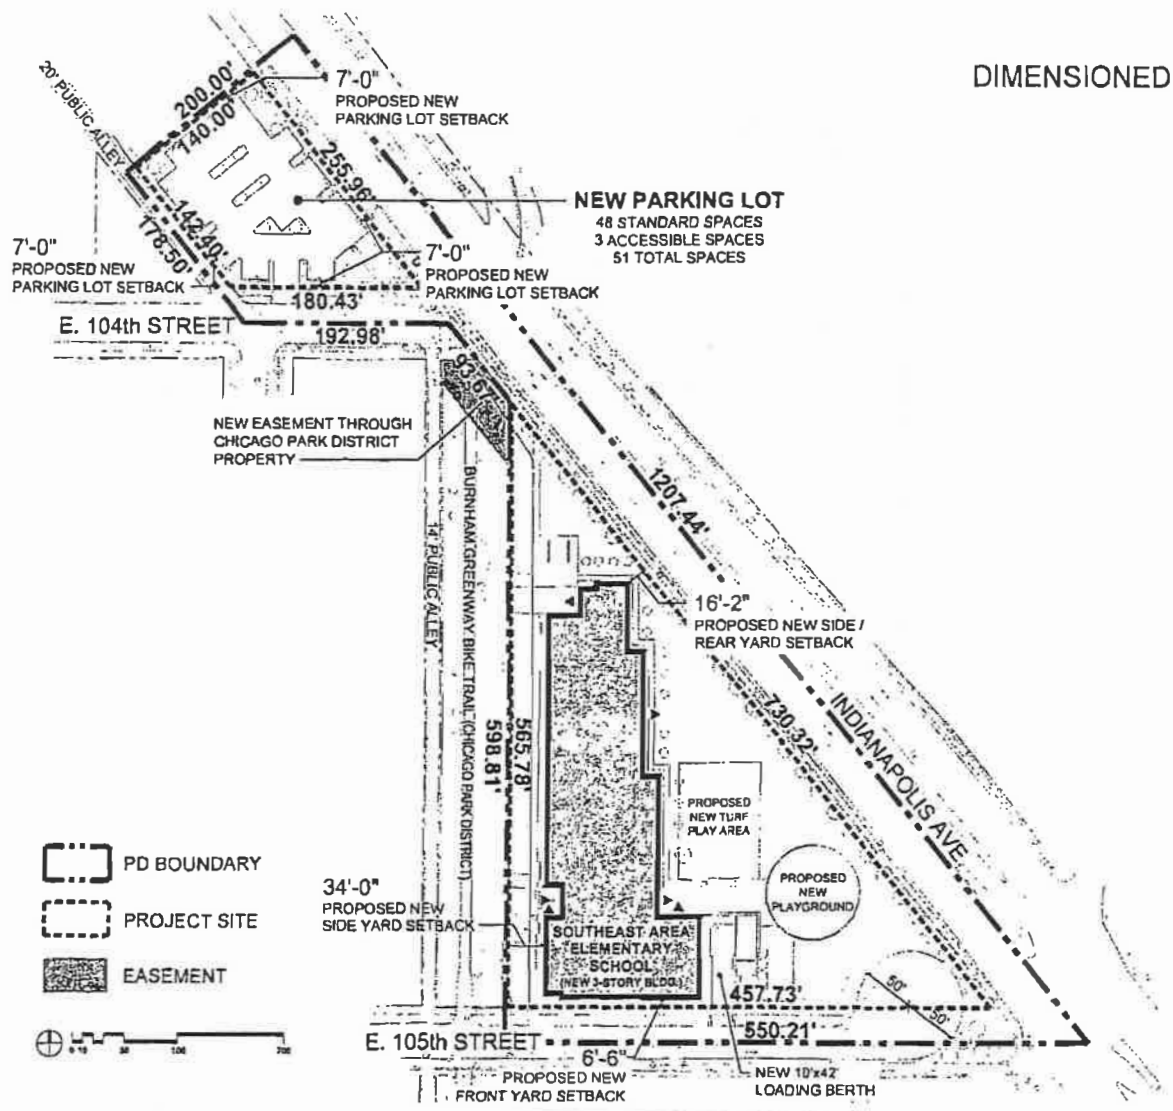 DIMENSIONED
20' PUBLIC ALLEY
200.00'
140.00'
7'-0"
PROPOSED NEW
PARKING LOT SETBACK
255.96'
NEW PARKING LOT
48 STANDARD SPACES
3 ACCESSIBLE SPACES
51 TOTAL SPACES
142.40'
178.50'
7'-0"
PROPOSED NEW
PARKING LOT SETBACK
7'-0"
PROPOSED NEW
PARKING LOT SETBACK
180.43'
E. 104th STREET
192.98'
93.67'
NEW EASEMENT THROUGH
CHICAGO PARK DISTRICT
PROPERTY
1207.44'
14' PUBLIC ALLEY
BURNHAM GREENWAY BIKE TRAIL (CHICAGO PARK DISTRICT)
16'-2"
PROPOSED NEW SIDE /
REAR YARD SETBACK
565.78'
598.81'
730.32'
INDIANAPOLIS AVE
PROPOSED
NEW TURF
PLAY AREA
PROPOSED
NEW
PLAYGROUND
PD BOUNDARY
PROJECT SITE
EASEMENT
34'-0"
PROPOSED NEW
SIDE YARD SETBACK
SOUTHEAST AREA
ELEMENTARY
SCHOOL
(NEW 3-STORY BLDG.)
457.73'
50'
50'
550.21'
0 10 50 100 200
E. 105th STREET
6'-6"
PROPOSED NEW
FRONT YARD SETBACK
NEW 10'x42'
LOADING BERTH